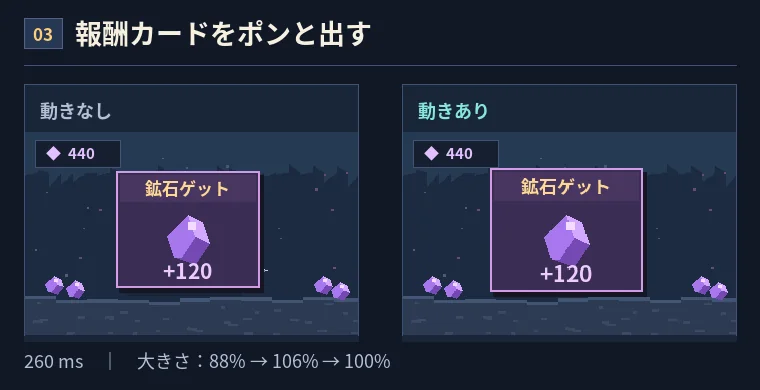 03 報酬カードをポンと出す
動きなし
440
鉱石ゲット
+120
動きあり
440
鉱石ゲット
+120
260 ms | 大きさ：88% → 106% → 100%